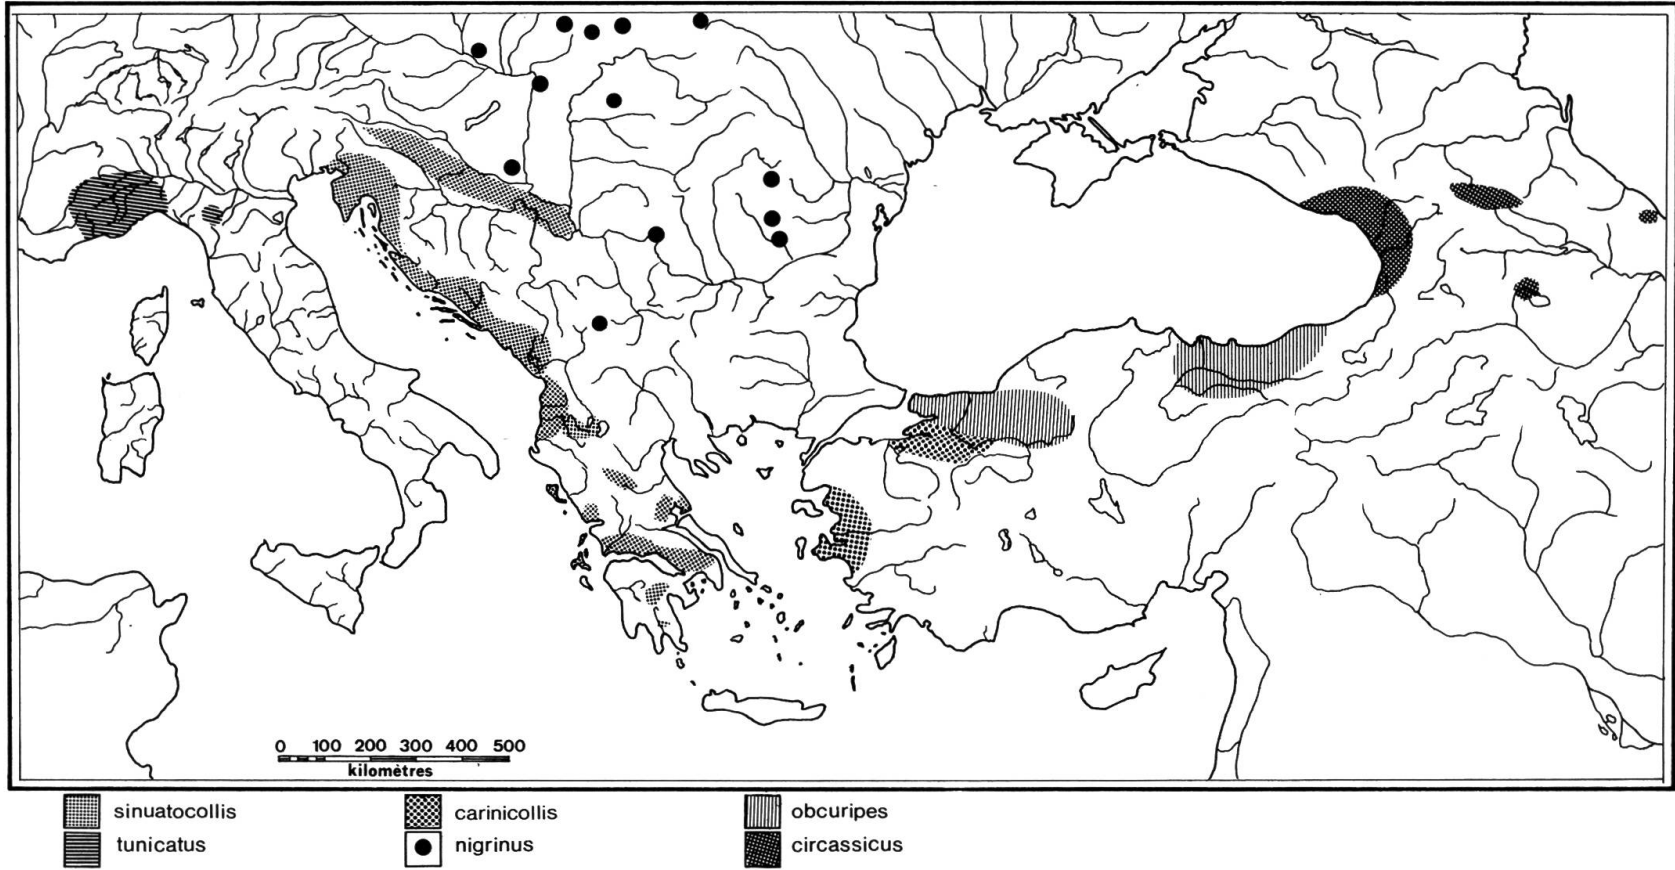 0 100 200 300 400 500
kilomètres
sinuatocollis carinicollis obcuripes
tunicatus nigrinus circassicus